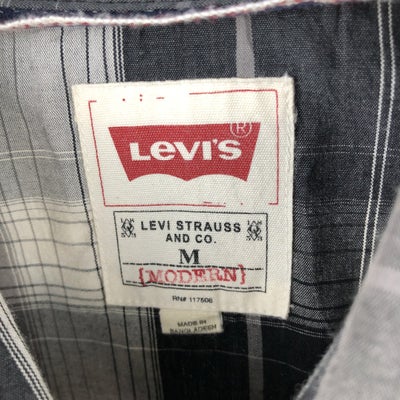 LEVI'S®
LEVI STRAUSS
AND CO.
M
[MODERN]
RN# 117506
MADE IN
BANGLADESH